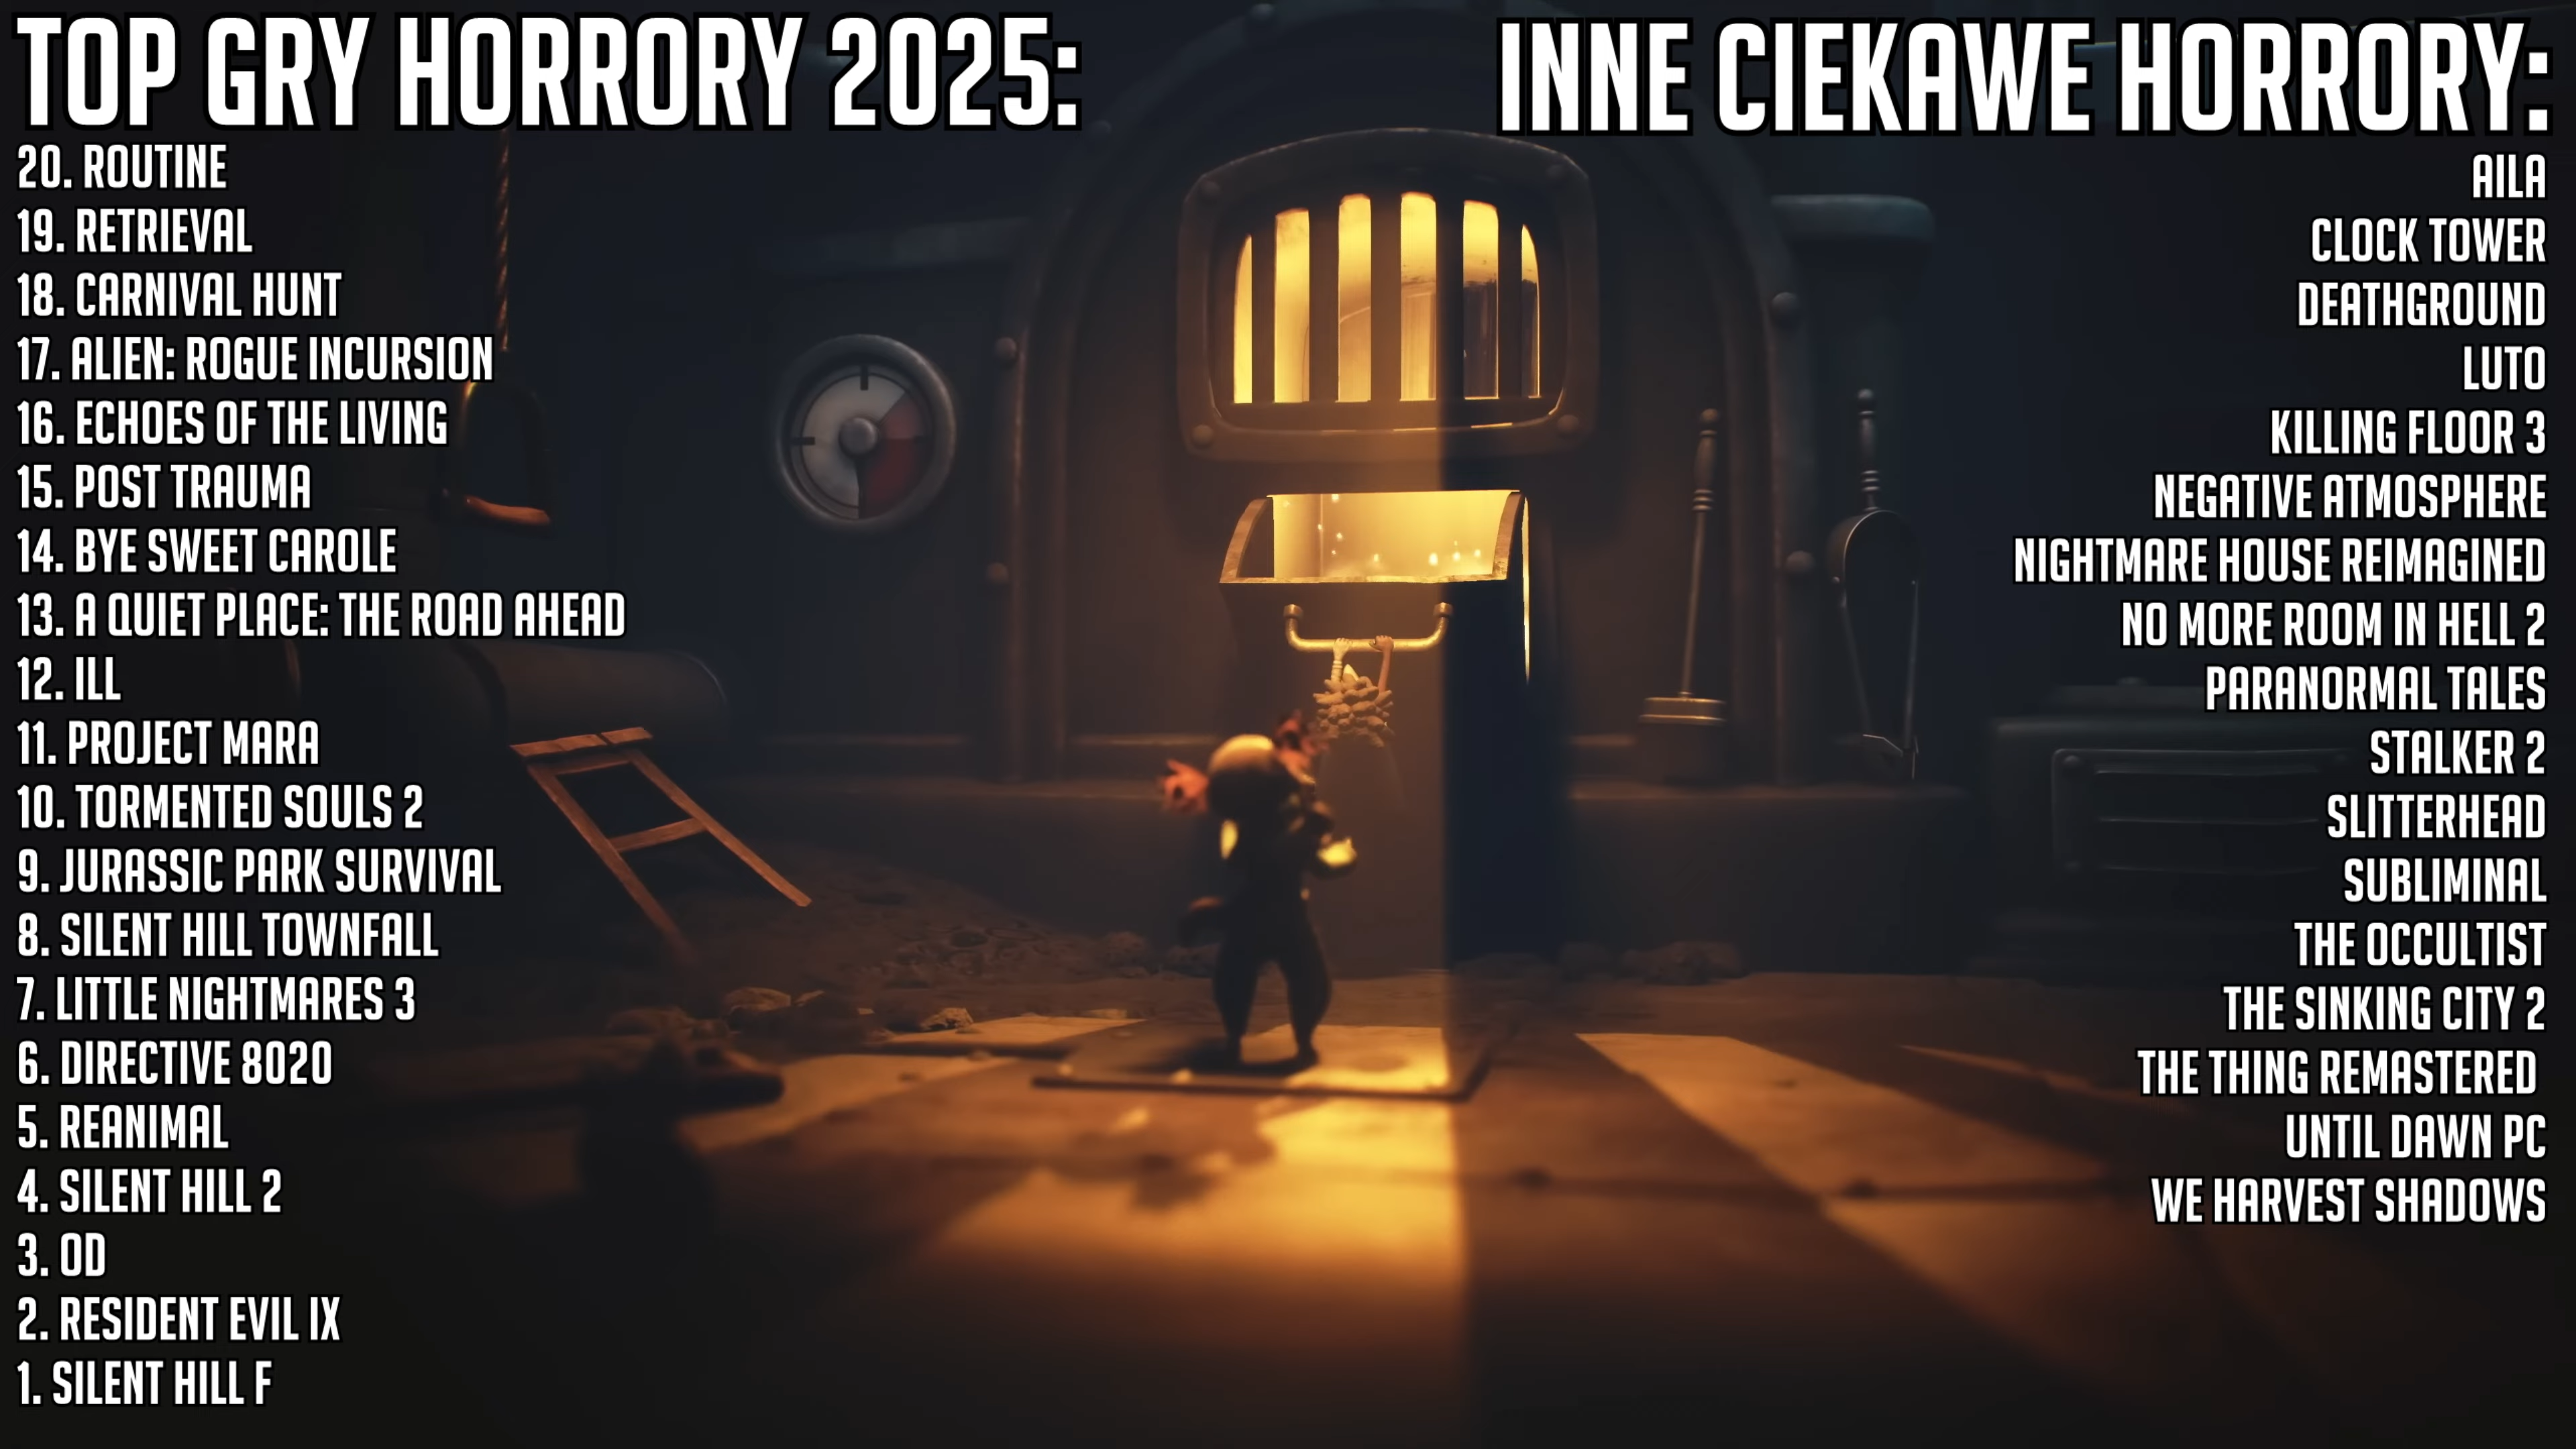 TOP GRY HORRORY 2025:
20. ROUTINE
19. RETRIEVAL
18. CARNIVAL HUNT
17. ALIEN: ROGUE INCURSION
16. ECHOES OF THE LIVING
15. POST TRAUMA
14. BYE SWEET CAROLE
13. A QUIET PLACE: THE ROAD AHEAD
12. ILL
11. PROJECT MARA
10. TORMENTED SOULS 2
9. JURASSIC PARK SURVIVAL
8. SILENT HILL TOWNFALL
7. LITTLE NIGHTMARES 3
6. DIRECTIVE 8020
5. REANIMAL
4. SILENT HILL 2
3. OD
2. RESIDENT EVIL IX
1. SILENT HILL F
INNE CIEKAWE HORRORY:
AILA
CLOCK TOWER
DEATHGROUND
LUTO
KILLING FLOOR 3
NEGATIVE ATMOSPHERE
NIGHTMARE HOUSE REIMAGINED
NO MORE ROOM IN HELL 2
PARANORMAL TALES
STALKER 2
SLITTERHEAD
SUBLIMINAL
THE OCCULTIST
THE SINKING CITY 2
THE THING REMASTERED
UNTIL DAWN PC
WE HARVEST SHADOWS